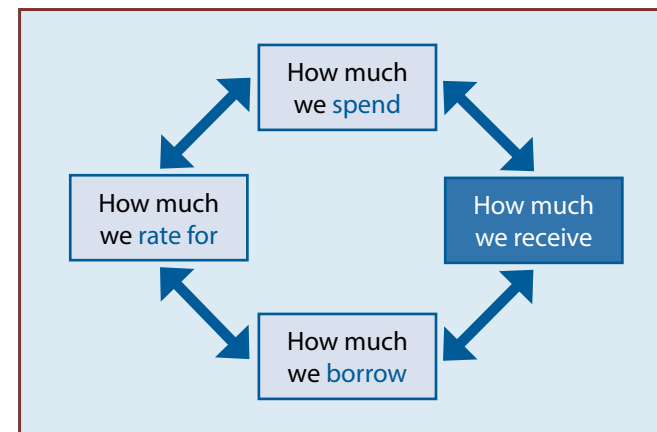 How much
we spend
How much
we rate for
How much
we receive
How much
we borrow